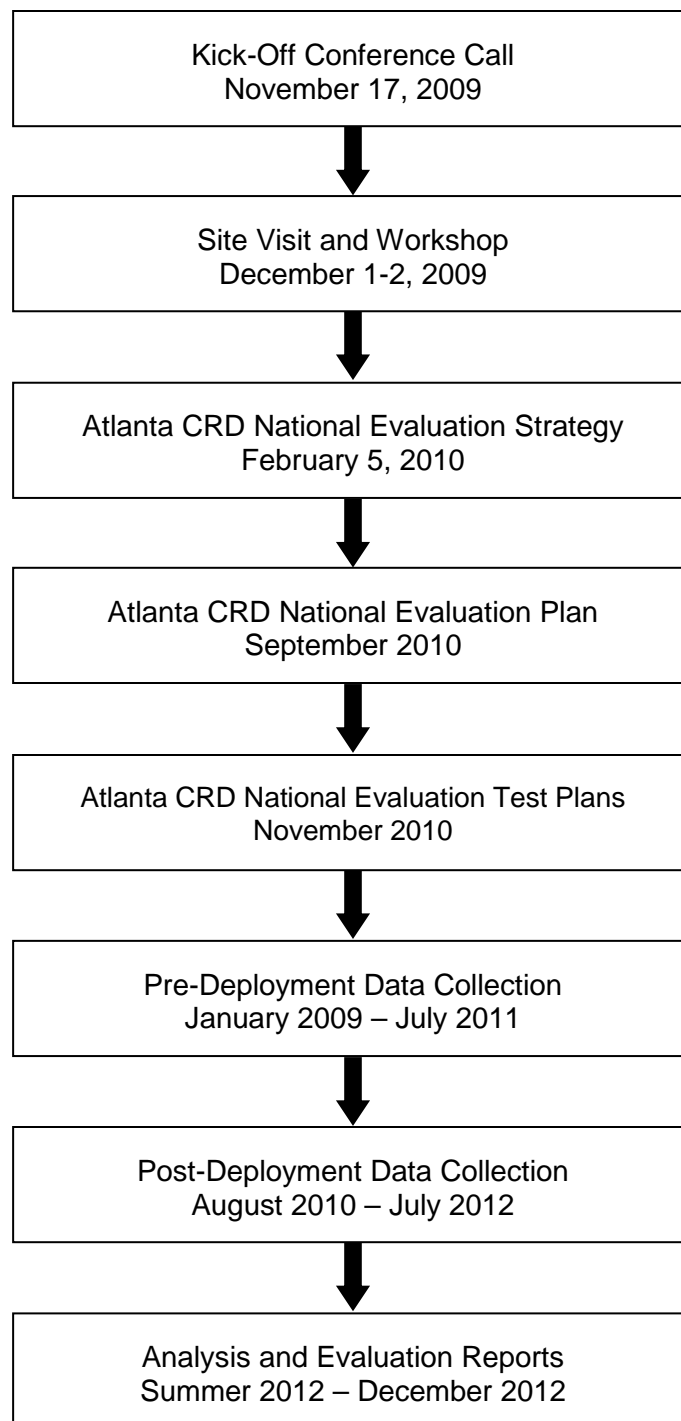 Kick-Off Conference Call
November 17, 2009
Site Visit and Workshop
December 1-2, 2009
Atlanta CRD National Evaluation Strategy
February 5, 2010
Atlanta CRD National Evaluation Plan
September 2010
Atlanta CRD National Evaluation Test Plans
November 2010
Pre-Deployment Data Collection
January 2009 – July 2011
Post-Deployment Data Collection
August 2010 – July 2012
Analysis and Evaluation Reports
Summer 2012 – December 2012